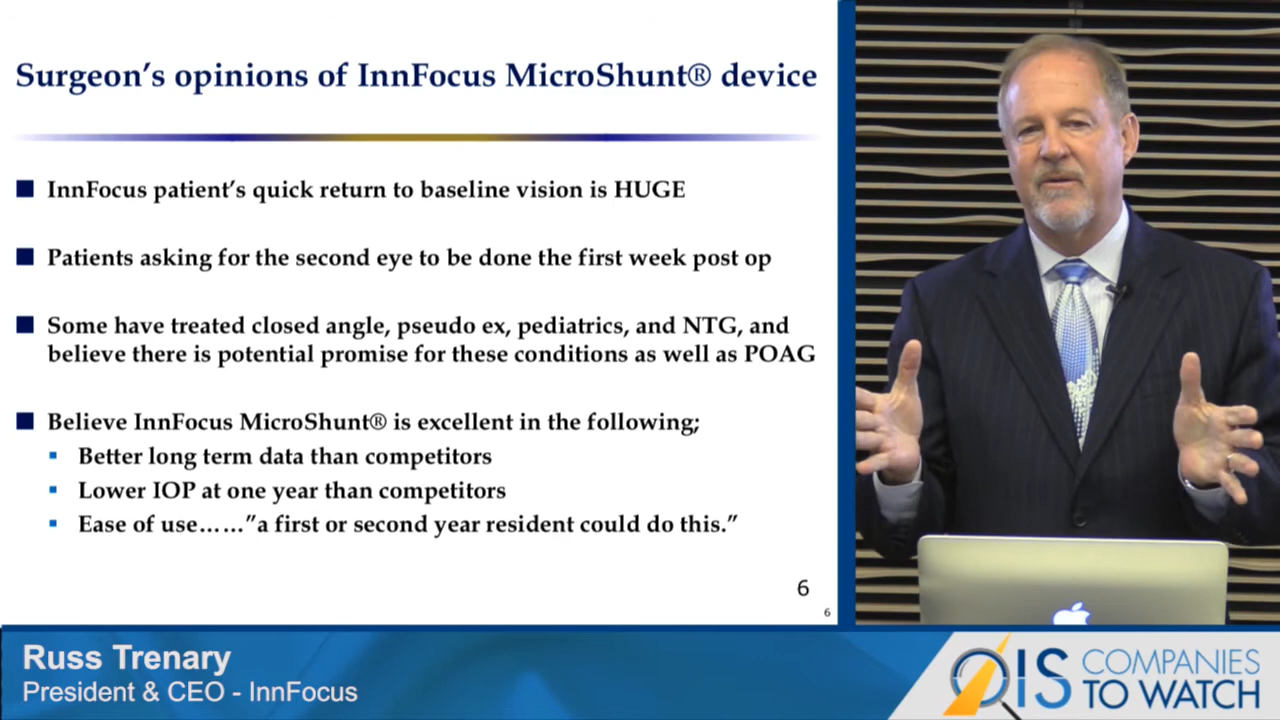 Surgeon's opinions of InnFocus MicroShunt® device
InnFocus patient's quick return to baseline vision is HUGE
Patients asking for the second eye to be done the first week post op
Some have treated closed angle, pseudo ex, pediatrics, and NTG, and
believe there is potential promise for these conditions as well as POAG
Believe InnFocus MicroShunt® is excellent in the following;
Better long term data than competitors
Lower IOP at one year than competitors
Ease of use……"a first or second year resident could do this."
6
6
Russ Trenary
President & CEO - InnFocus
OIS COMPANIES
TO WATCH